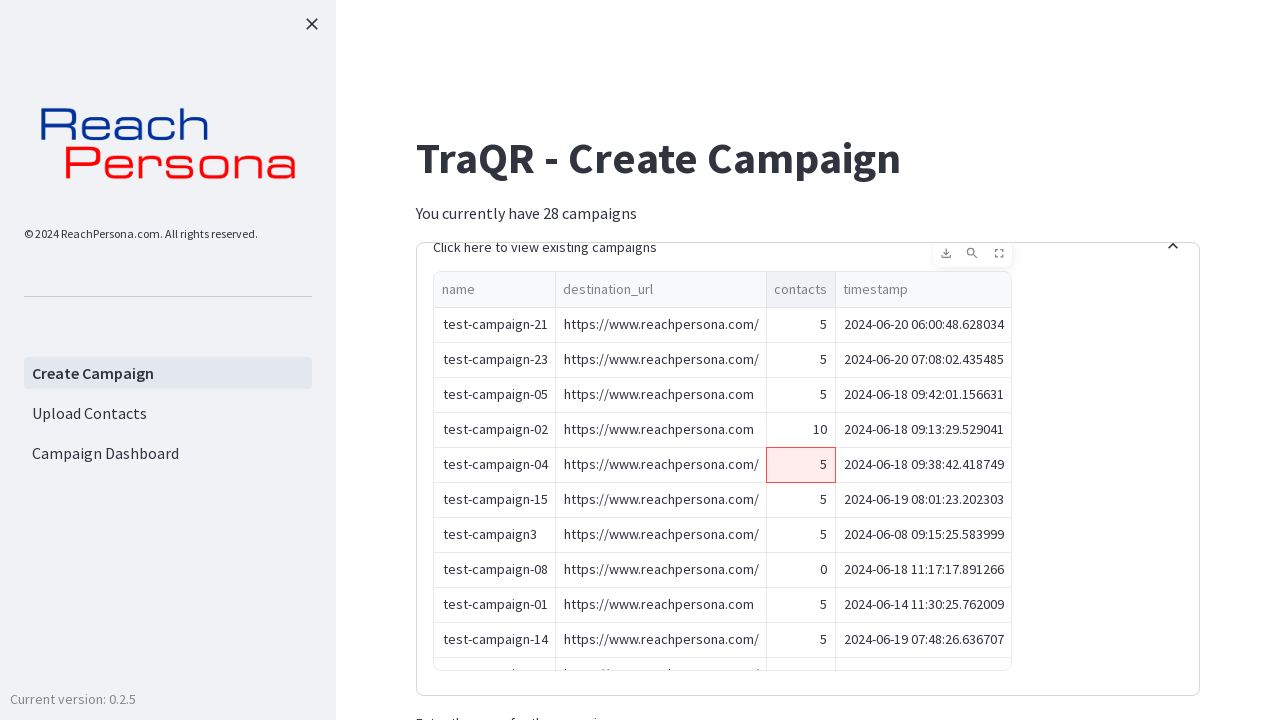 Reach
Persona
© 2024 ReachPersona.com. All rights reserved.
Create Campaign
Upload Contacts
Campaign Dashboard
Current version: 0.2.5
TraQR - Create Campaign
You currently have 28 campaigns
Click here to view existing campaigns
name destination_url contacts timestamp
test-campaign-21 https://www.reachpersona.com/ 5 2024-06-20 06:00:48.628034
test-campaign-23 https://www.reachpersona.com/ 5 2024-06-20 07:08:02.435485
test-campaign-05 https://www.reachpersona.com 5 2024-06-18 09:42:01.156631
test-campaign-02 https://www.reachpersona.com 10 2024-06-18 09:13:29.529041
test-campaign-04 https://www.reachpersona.com/ 5 2024-06-18 09:38:42.418749
test-campaign-15 https://www.reachpersona.com/ 5 2024-06-19 08:01:23.202303
test-campaign3 https://www.reachpersona.com/ 5 2024-06-08 09:15:25.583999
test-campaign-08 https://www.reachpersona.com/ 0 2024-06-18 11:17:17.891266
test-campaign-01 https://www.reachpersona.com 5 2024-06-14 11:30:25.762009
test-campaign-14 https://www.reachpersona.com/ 5 2024-06-19 07:48:26.636707